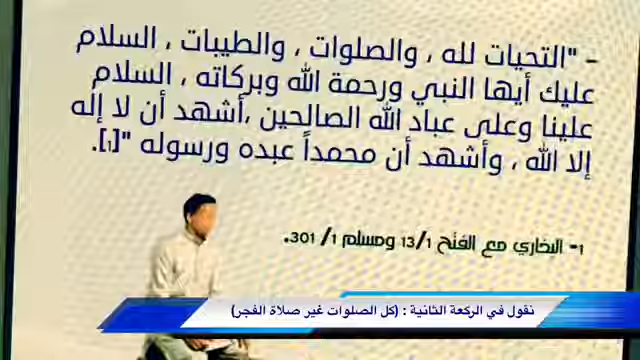 - "التحيات لله ، والصلوات ، والطيبات ، السلام
عليك أيها النبي ورحمة الله وبركاته ، السلام
علينا وعلى عباد الله الصالحين ،أشهد أن لا إله
إلا الله ، وأشهد أن محمداً عبده ورسوله "[1].
1- البخاري مع الفتح 13/1 ومسلم 1/ 301.
نقول في الركعة الثانية : (كل الصلوات غير صلاة الفجر)